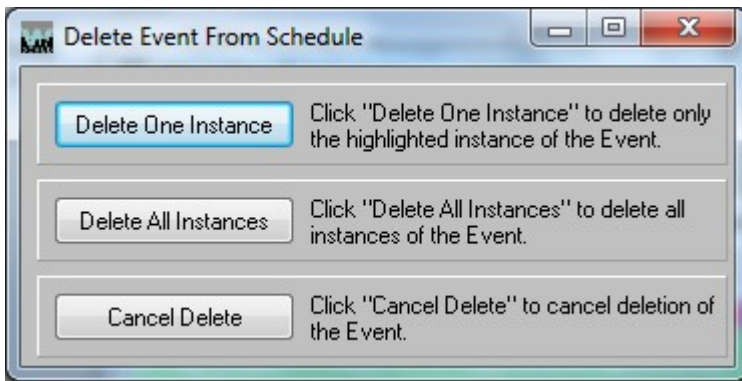 Delete Event From Schedule
Delete One Instance
Click "Delete One Instance" to delete only
the highlighted instance of the Event.
Delete All Instances
Click "Delete All Instances" to delete all
instances of the Event.
Cancel Delete
Click "Cancel Delete" to cancel deletion of
the Event.